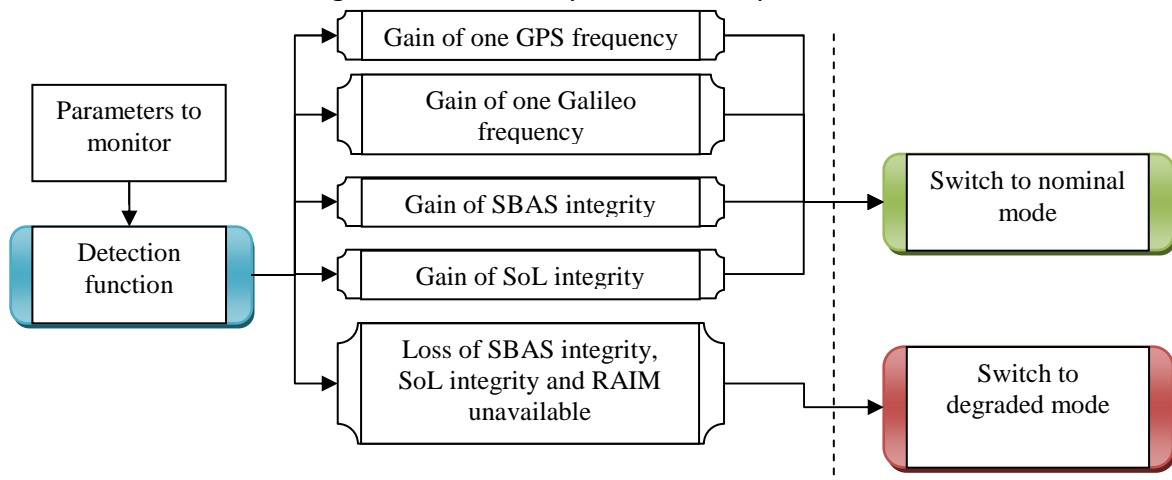 Parameters to
monitor
Detection
function
Gain of one GPS frequency
Gain of one Galileo
frequency
Gain of SBAS integrity
Gain of SoL integrity
Loss of SBAS integrity,
SoL integrity and RAIM
unavailable
Switch to nominal
mode
Switch to
degraded mode